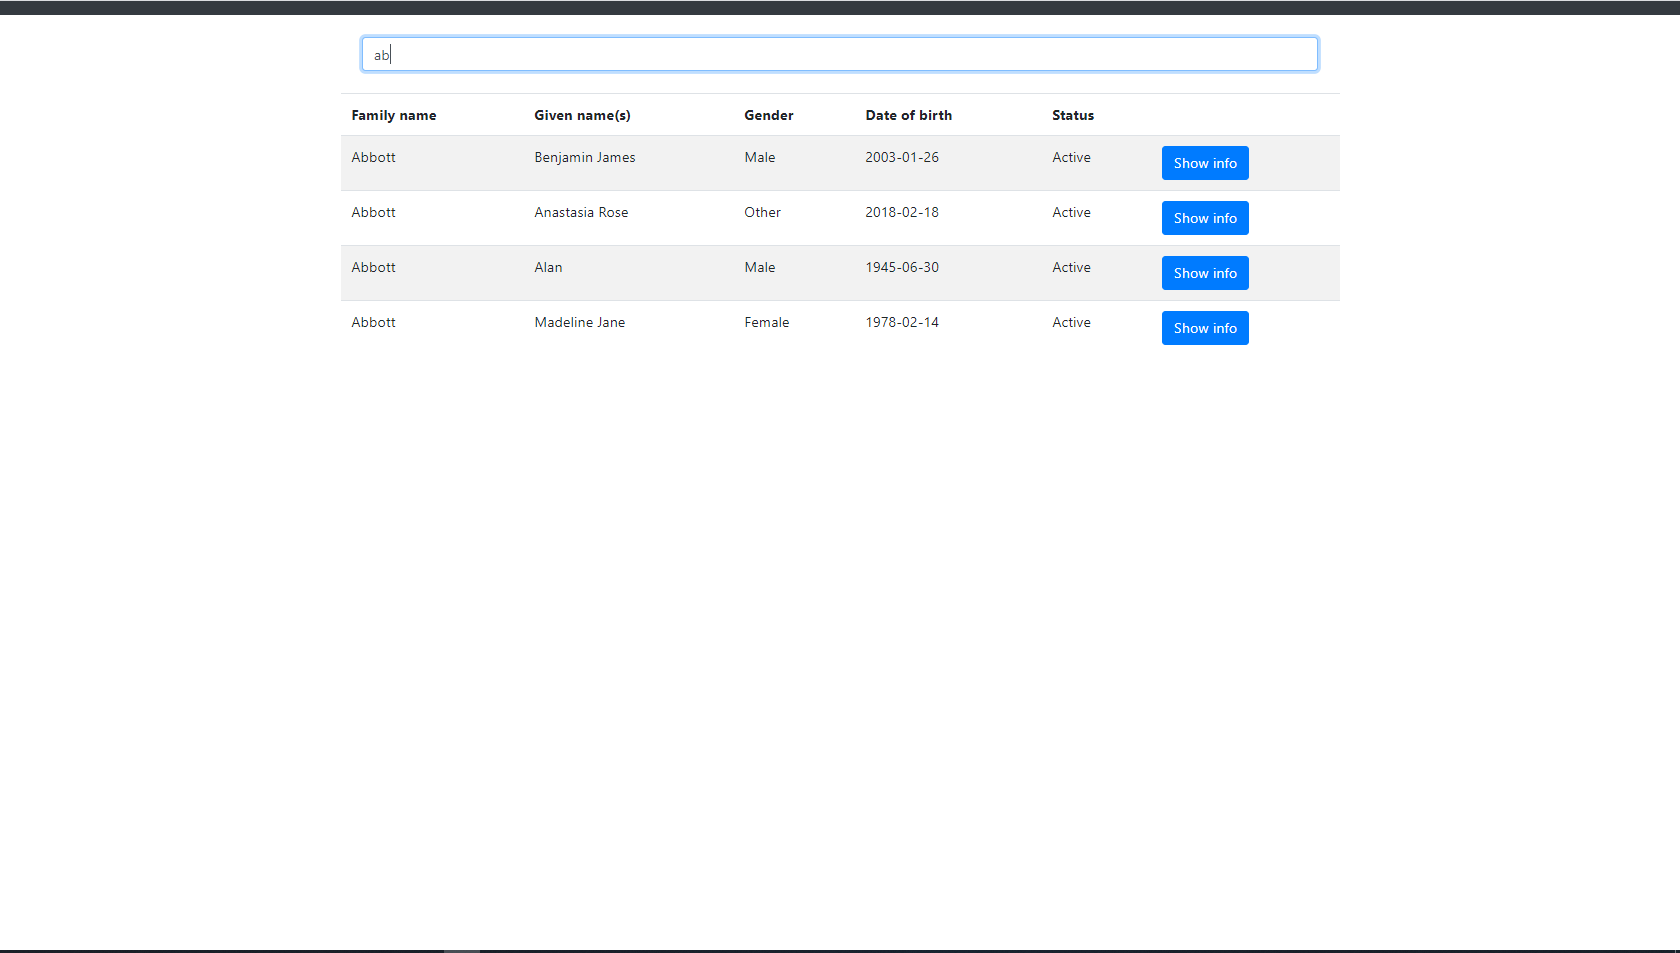 ab
Family name Given name(s) Gender Date of birth Status
Abbott Benjamin James Male 2003-01-26 Active Show info
Abbott Anastasia Rose Other 2018-02-18 Active Show info
Abbott Alan Male 1945-06-30 Active Show info
Abbott Madeline Jane Female 1978-02-14 Active Show info